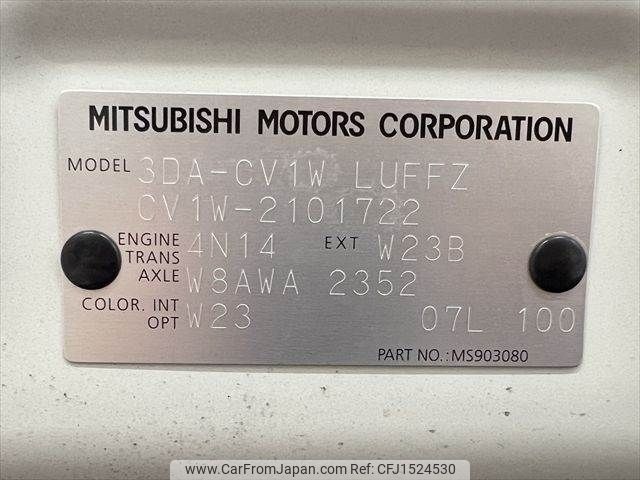 MITSUBISHI MOTORS CORPORATION
MODEL 3DA-CV1W LUFFZ
CV1W-2101722
ENGINE 4N14 EXT W23B
TRANS
AXLE W8AWA 2352
COLOR. INT W23 07L 100
OPT
PART NO.: MS903080
www.CarFromJapan.com | Ref No: CFJ1524530